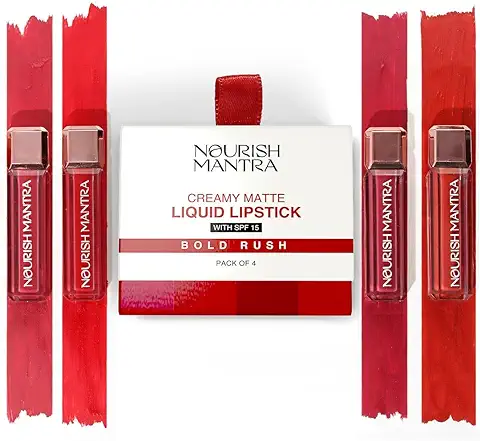 NOURISH
MANTRA
CREAMY MATTE
LIQUID LIPSTICK
WITH SPF 15
BOLD RUSH
PACK OF 4
NOURISH MANTRA
NOURISH MANTRA
NOURISH MANTRA
NOURISH MANTRA